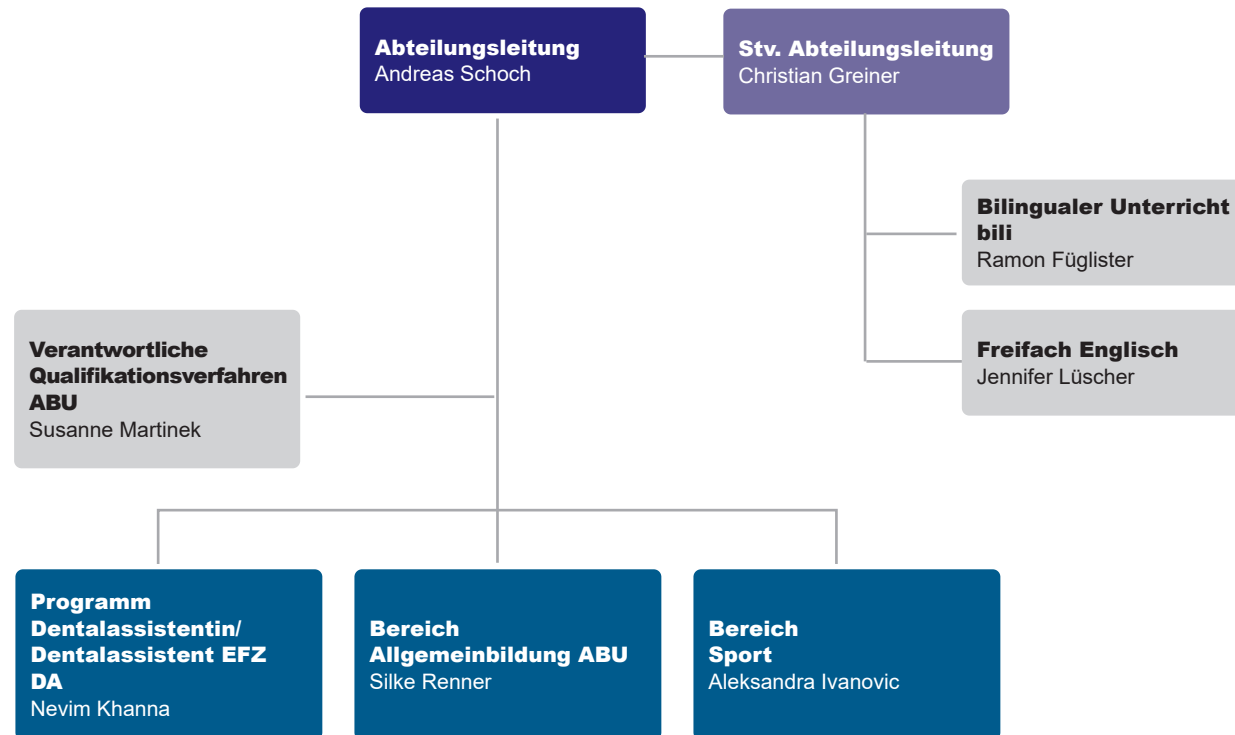 Abteilungsleitung
Andreas Schoch
Stv. Abteilungsleitung
Christian Greiner
Bilingualer Unterricht
bili
Ramon Füglister
Verantwortliche
Qualifikationsverfahren
ABU
Susanne Martinek
Freifach Englisch
Jennifer Lüscher
Programm
Dentalassistentin/
Dentalassistent EFZ
DA
Nevim Khanna
Bereich
Allgemeinbildung ABU
Silke Renner
Bereich
Sport
Aleksandra Ivanovic